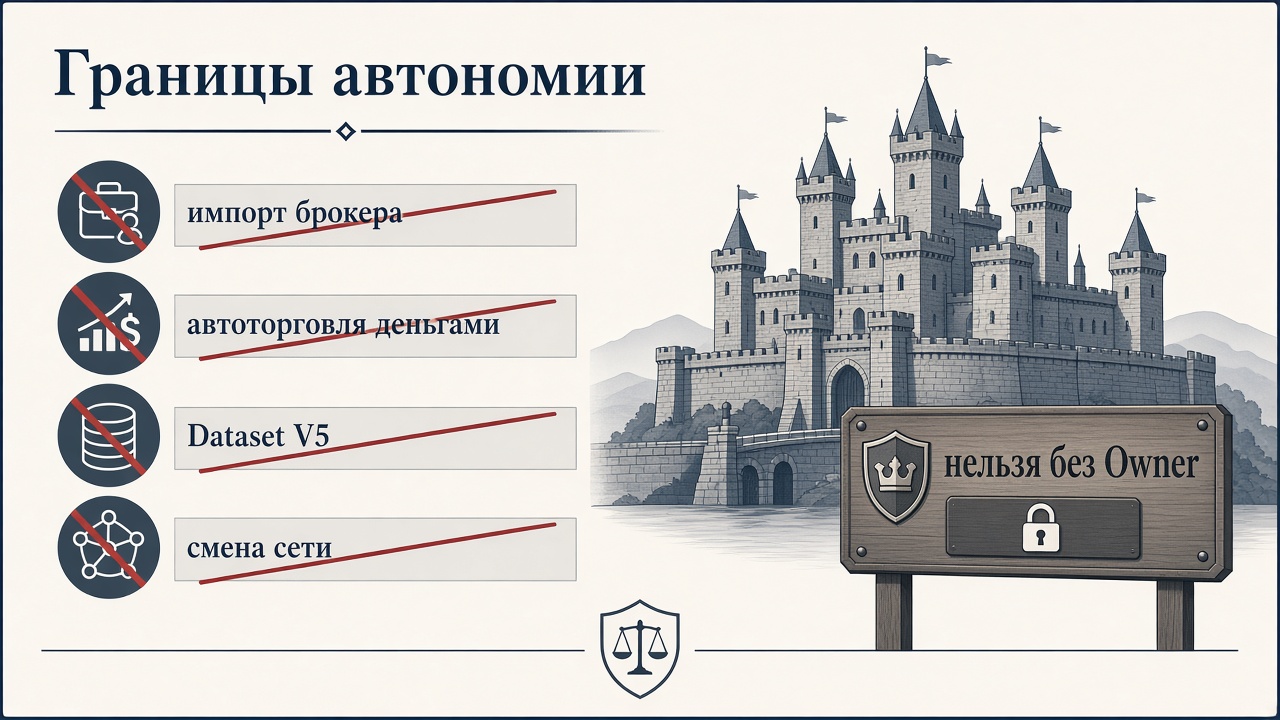 Границы автономии
импорт брокера
автоторговля деньгами
Dataset V5
смена сети
нельзя без Owner